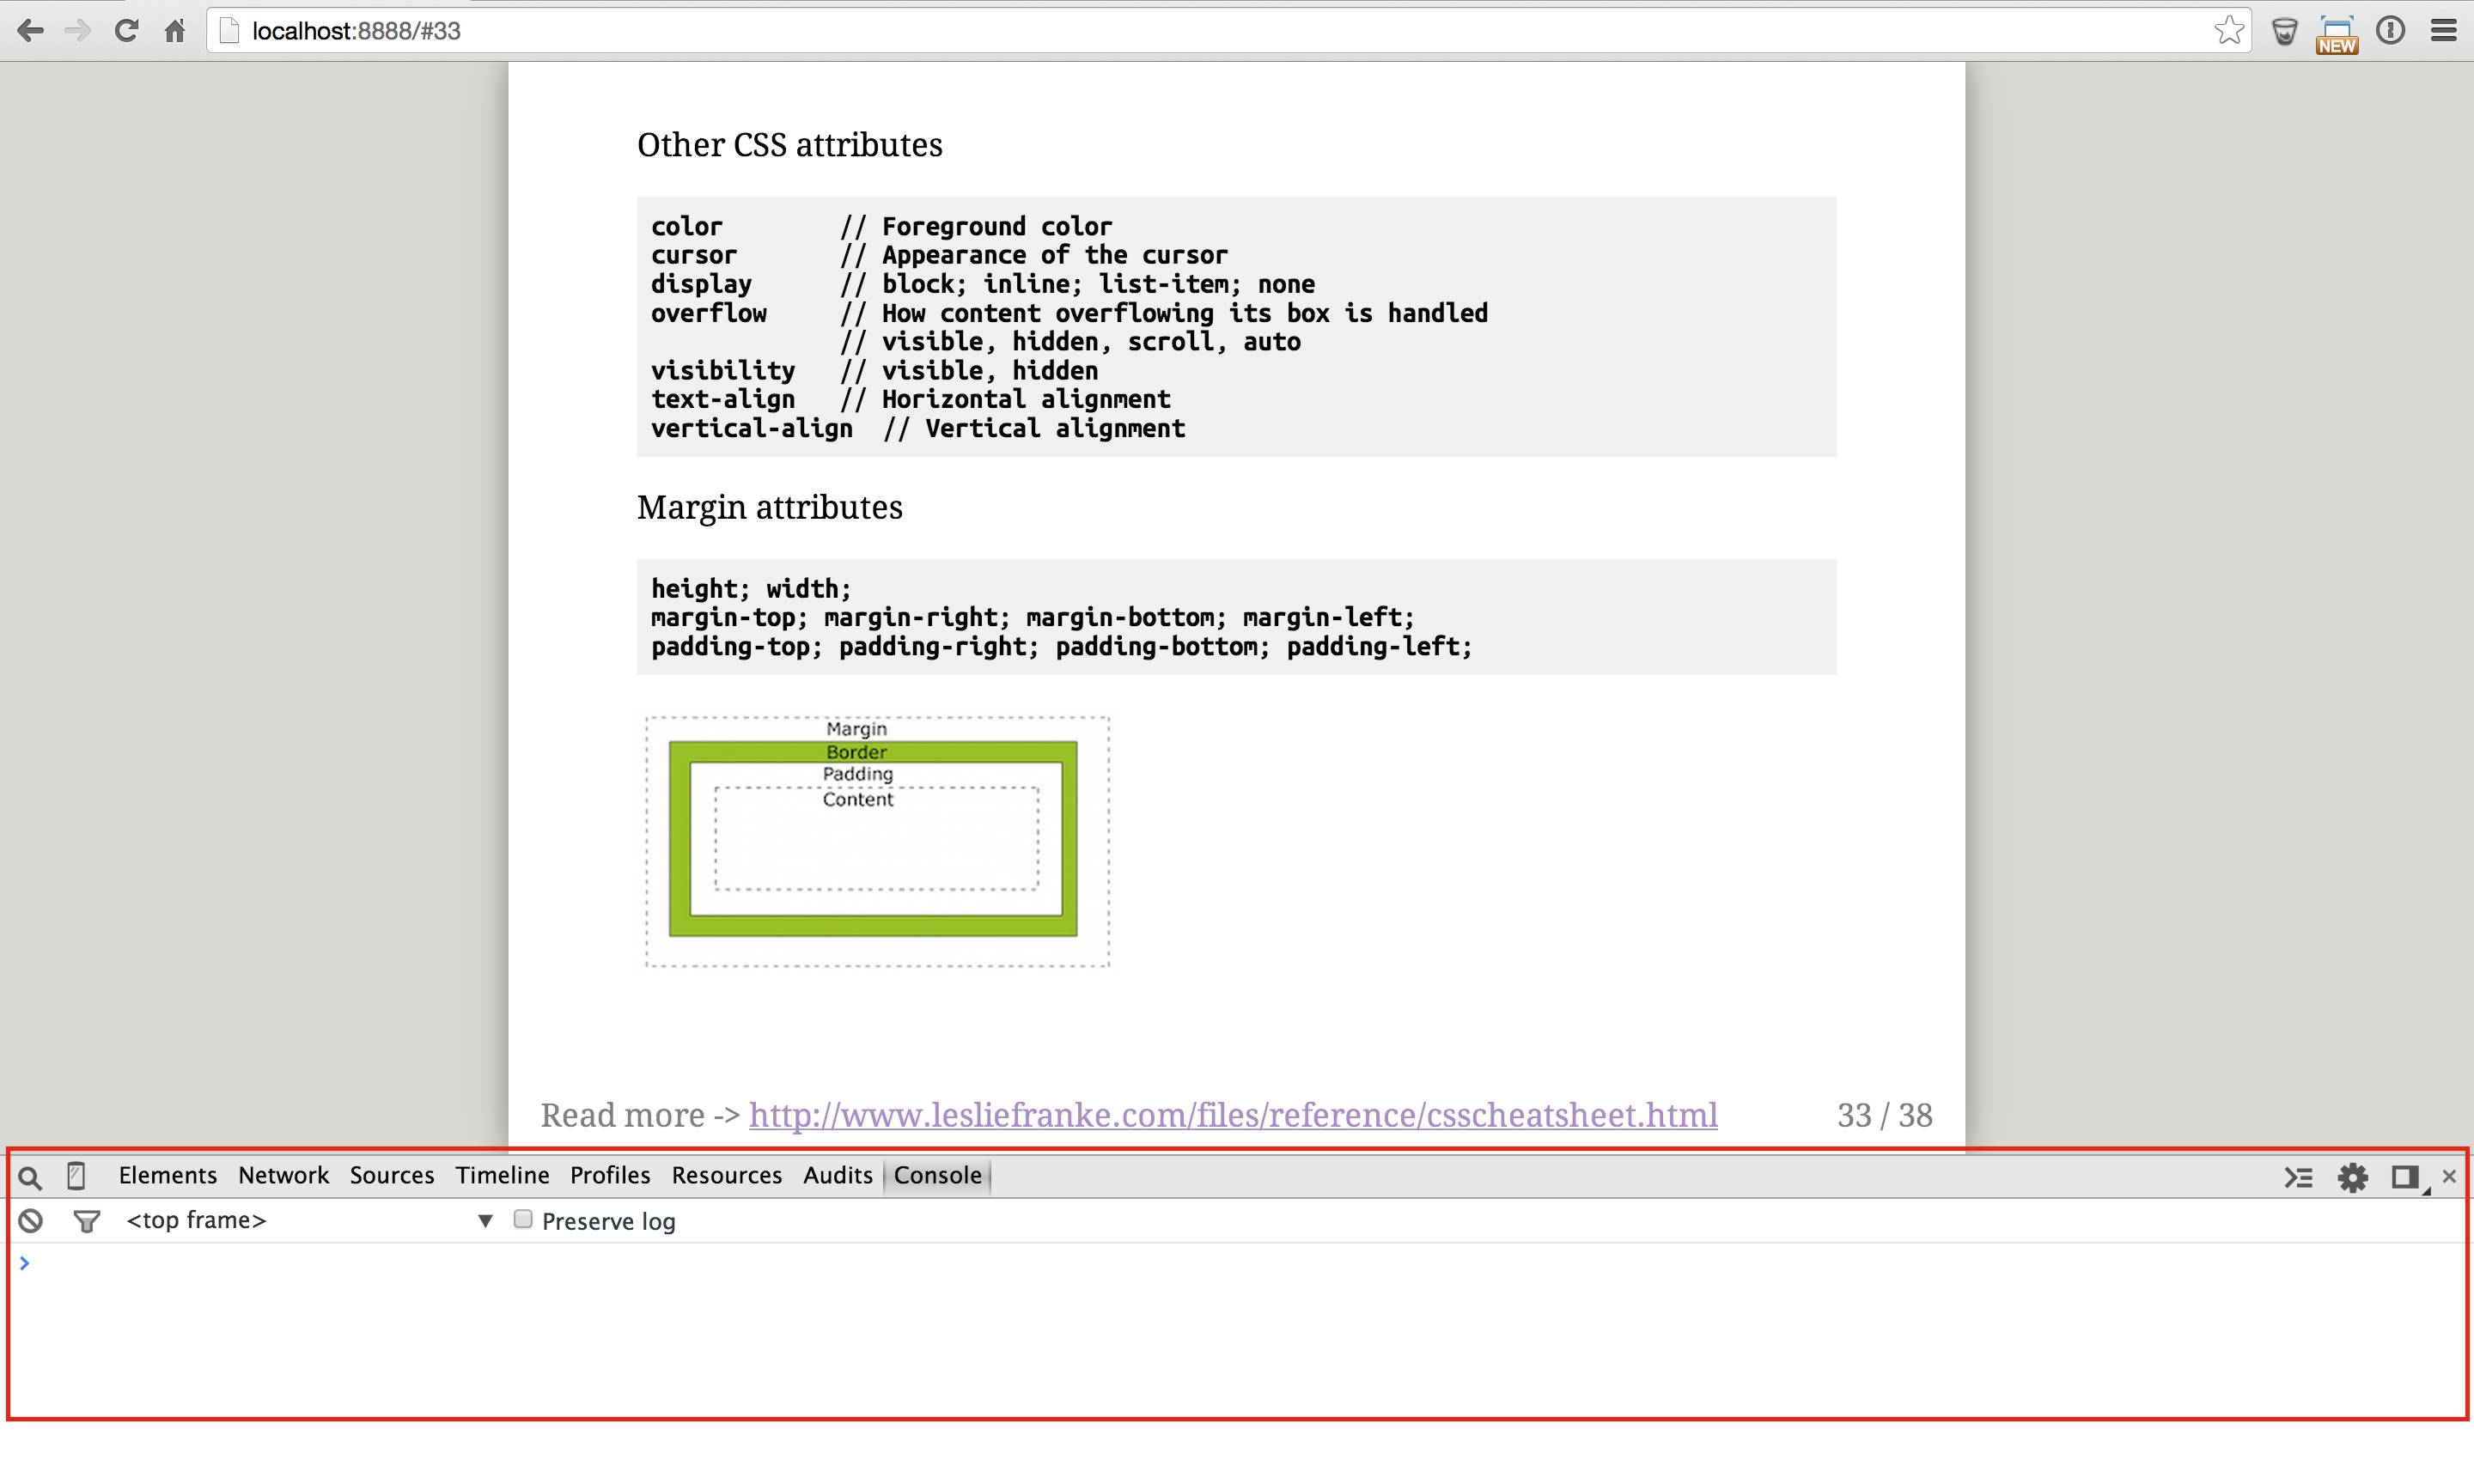 localhost:8888/#33
NEW
Other CSS attributes
color        // Foreground color
cursor       // Appearance of the cursor
display      // block; inline; list-item; none
overflow     // How content overflowing its box is handled
             // visible, hidden, scroll, auto
visibility   // visible, hidden
text-align   // Horizontal alignment
vertical-align  // Vertical alignment
Margin attributes
height; width;
margin-top; margin-right; margin-bottom; margin-left;
padding-top; padding-right; padding-bottom; padding-left;
Margin
Border
Padding
Content
Read more -> http://www.lesliefranke.com/files/reference/csscheatsheet.html 33 / 38
Elements Network Sources Timeline Profiles Resources Audits Console
<top frame> ▼ Preserve log
>